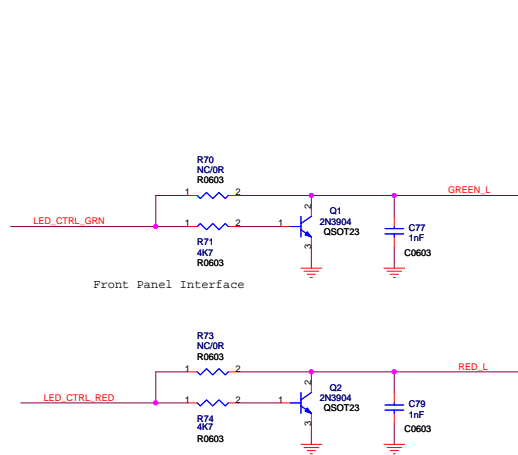 R70
NC/0R
R0603
1
2
GREEN_L
2
Q1
2N3904
QSOT23
LED_CTRL_GRN
1
2
1
C77
1nF
R71
4K7
R0603
3
C0603
Front Panel Interface
R73
NC/0R
R0603
1
2
RED_L
2
Q2
2N3904
QSOT23
LED_CTRL_RED
1
2
1
C79
1nF
R74
4K7
R0603
3
C0603